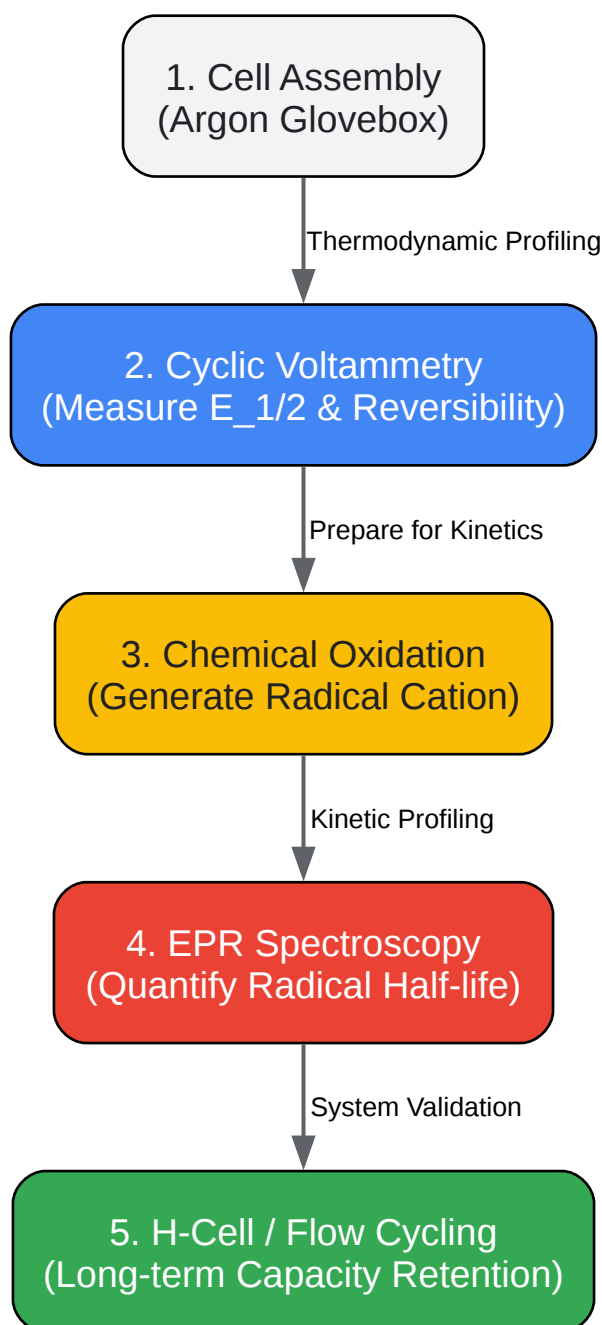 1. Cell Assembly
(Argon Glovebox)
Thermodynamic Profiling
2. Cyclic Voltammetry
(Measure E_1/2 & Reversibility)
Prepare for Kinetics
3. Chemical Oxidation
(Generate Radical Cation)
Kinetic Profiling
4. EPR Spectroscopy
(Quantify Radical Half-life)
System Validation
5. H-Cell / Flow Cycling
(Long-term Capacity Retention)